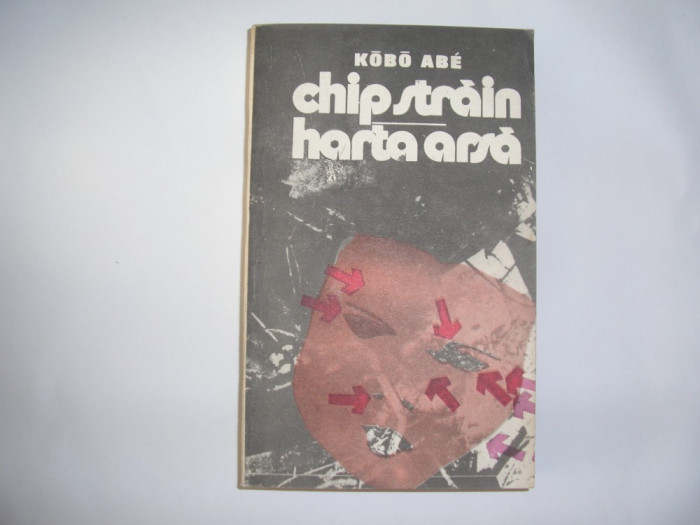 KŌBŌ ABÉ
chip străin
harta arsă